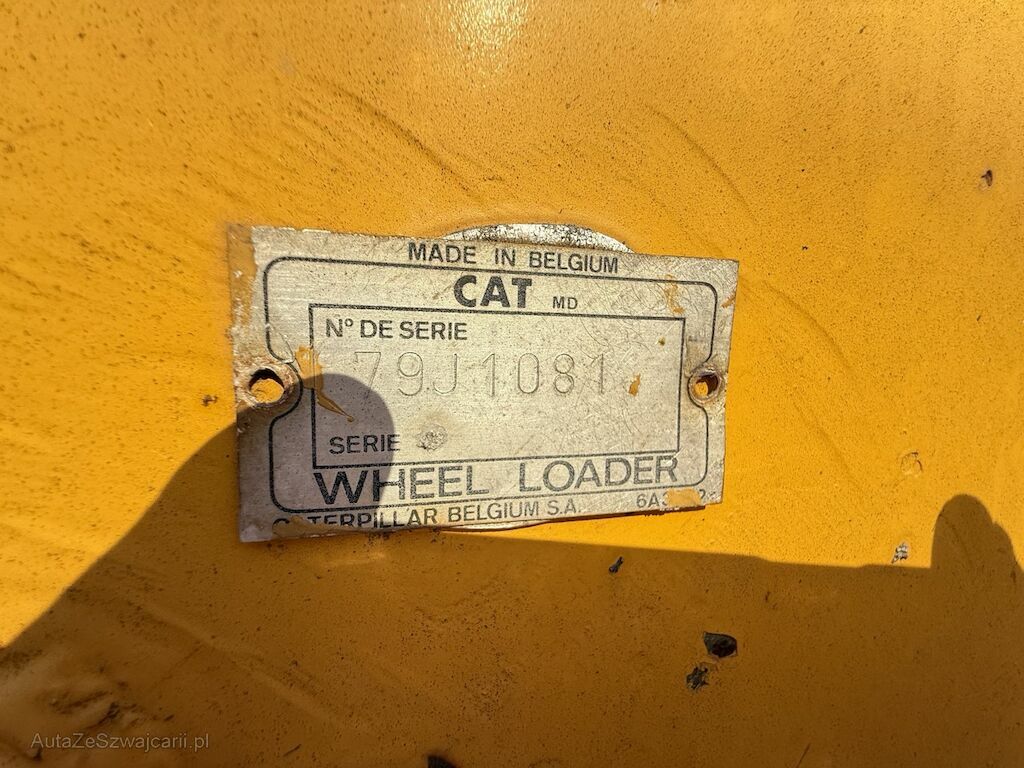 MADE IN BELGIUM
CAT MD
Nº DE SERIE
79J1081
SERIE
WHEEL LOADER
CATERPILLAR BELGIUM S.A.
AutaZeSzwajcarii.pl